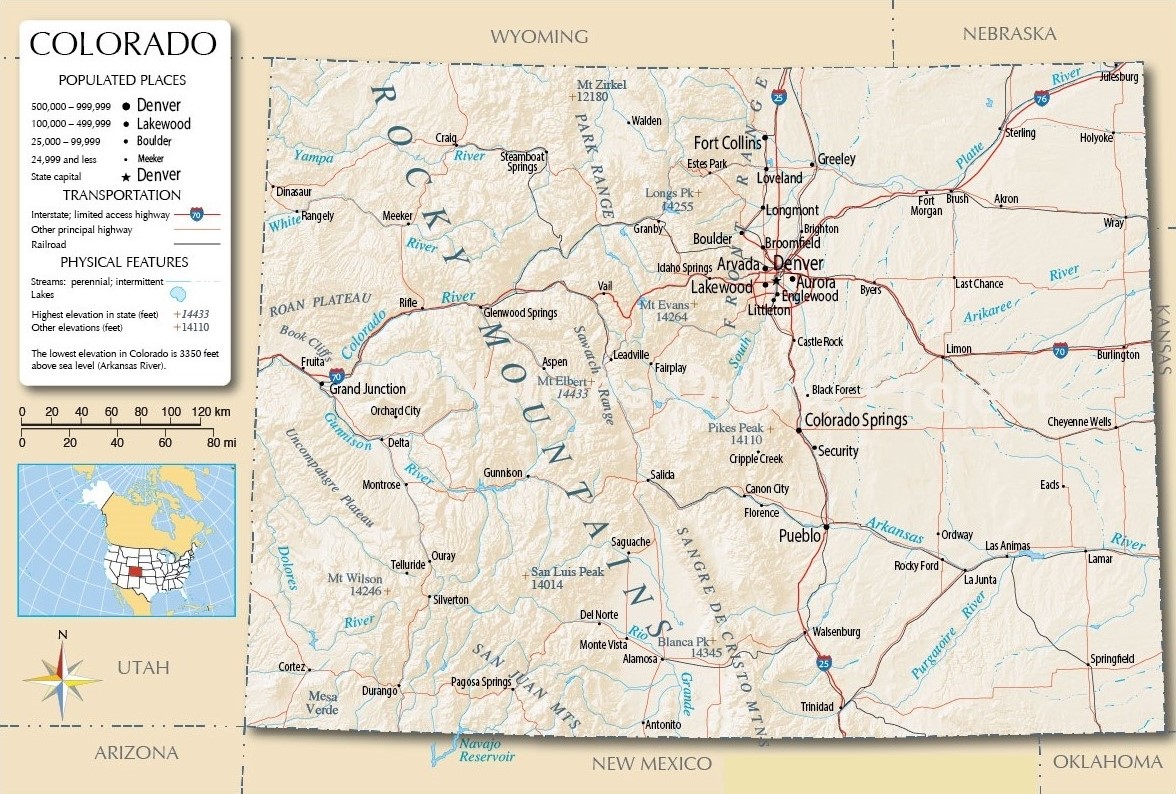 COLORADO
POPULATED PLACES
500,000 – 999,999 Denver
100,000 – 499,999 Lakewood
25,000 – 99,999 Boulder
24,999 and less Meeker
State capital Denver
TRANSPORTATION
Interstate; limited access highway 70
Other principal highway
Railroad
PHYSICAL FEATURES
Streams: perennial; intermittent
Lakes
Highest elevation in state (feet) +14433
Other elevations (feet) +14110
The lowest elevation in Colorado is 3350 feet
above sea level (Arkansas River).
0 20 40 60 80 100 120 km
0 20 40 60 80 mi
N
WYOMING
NEBRASKA
KANSAS
OKLAHOMA
NEW MEXICO
ARIZONA
UTAH
ROCKY MOUNTAINS
PARK RANGE
FRONT RANGE
Sawatch Range
SANGRE DE CRISTO MTNS
SAN JUAN MTS
ROAN PLATEAU
Book Cliffs
Uncompahgre Plateau
Mesa
Verde
Mt Zirkel
+12180
Longs Pk+
14255
Mt Evans+
14264
Mt Elbert+
14433
Pikes Peak +
14110
Mt Wilson
14246+
+San Luis Peak
14014
Blanca Pk+
14345
Yampa River
White River
Colorado River
Gunnison River
Dolores River
Rio Grande
South Platte River
Arikaree River
Arkansas River
Purgatoire River
Navajo
Reservoir
25
76
70
70
25
Craig
Steamboat
Springs
Walden
Fort Collins
Estes Park
Greeley
Loveland
Longmont
Sterling
Julesburg
Holyoke
Dinosaur
Rangely
Meeker
Granby
Boulder
Brighton
Broomfield
Fort
Morgan
Brush
Akron
Wray
Idaho Springs
Arvada
Denver
Lakewood
Aurora
Englewood
Littleton
Byers
Last Chance
Rifle
Glenwood Springs
Vail
Castle Rock
Limon
Burlington
Fruita
Grand Junction
Aspen
Leadville
Fairplay
Black Forest
Orchard City
Colorado Springs
Cheyenne Wells
Delta
Security
Cripple Creek
Montrose
Gunnison
Salida
Canon City
Florence
Eads
Pueblo
Ordway
Las Animas
Lamar
Rocky Ford
La Junta
Saguache
Ouray
Telluride
Silverton
Del Norte
Monte Vista
Alamosa
Walsenburg
Springfield
Cortez
Durango
Pagosa Springs
Antonito
Trinidad